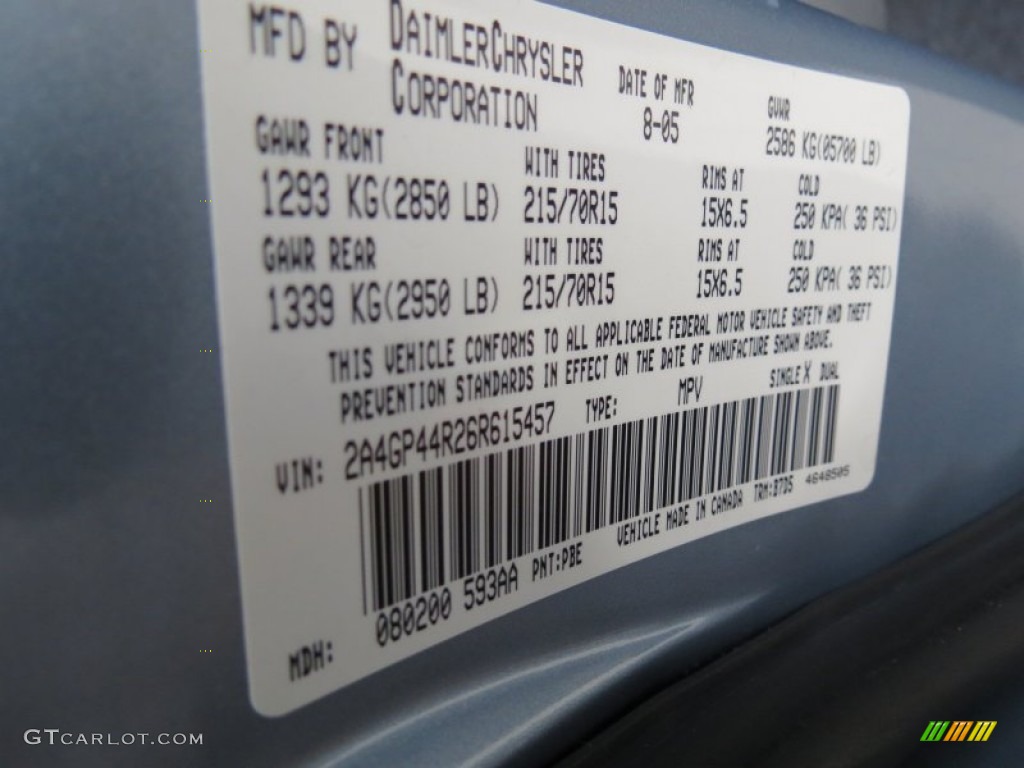 MFD BY DAIMLERCHRYSLER CORPORATION DATE OF MFR 8-05 GVWR 2586 KG(05700 LB)
GAWR FRONT WITH TIRES RIMS AT COLD
1293 KG(2850 LB) 215/70R15 15X6.5 250 KPA( 36 PSI)
GAWR REAR WITH TIRES RIMS AT COLD
1339 KG(2950 LB) 215/70R15 15X6.5 250 KPA( 36 PSI)
THIS VEHICLE CONFORMS TO ALL APPLICABLE FEDERAL MOTOR VEHICLE SAFETY AND THEFT
PREVENTION STANDARDS IN EFFECT ON THE DATE OF MANUFACTURE SHOWN ABOVE.
VIN: 2A4GP44R26R615457 TYPE: MPV SINGLE X DUAL
MDH: 080200 593AA PNT:PBE VEHICLE MADE IN CANADA TRM:B7D5 4648505
GTCARLOT.COM